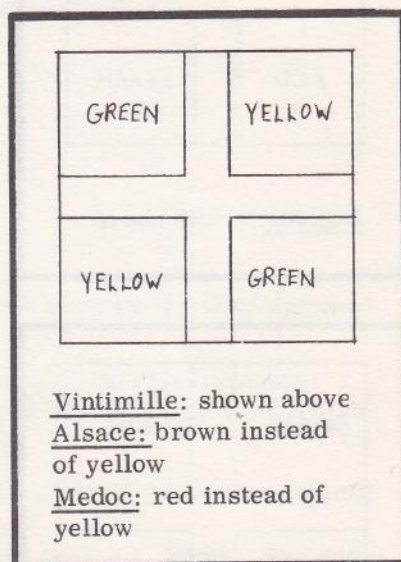 GREEN YELLOW
YELLOW GREEN
Vintimille: shown above
Alsace: brown instead
of yellow
Medoc: red instead of
yellow